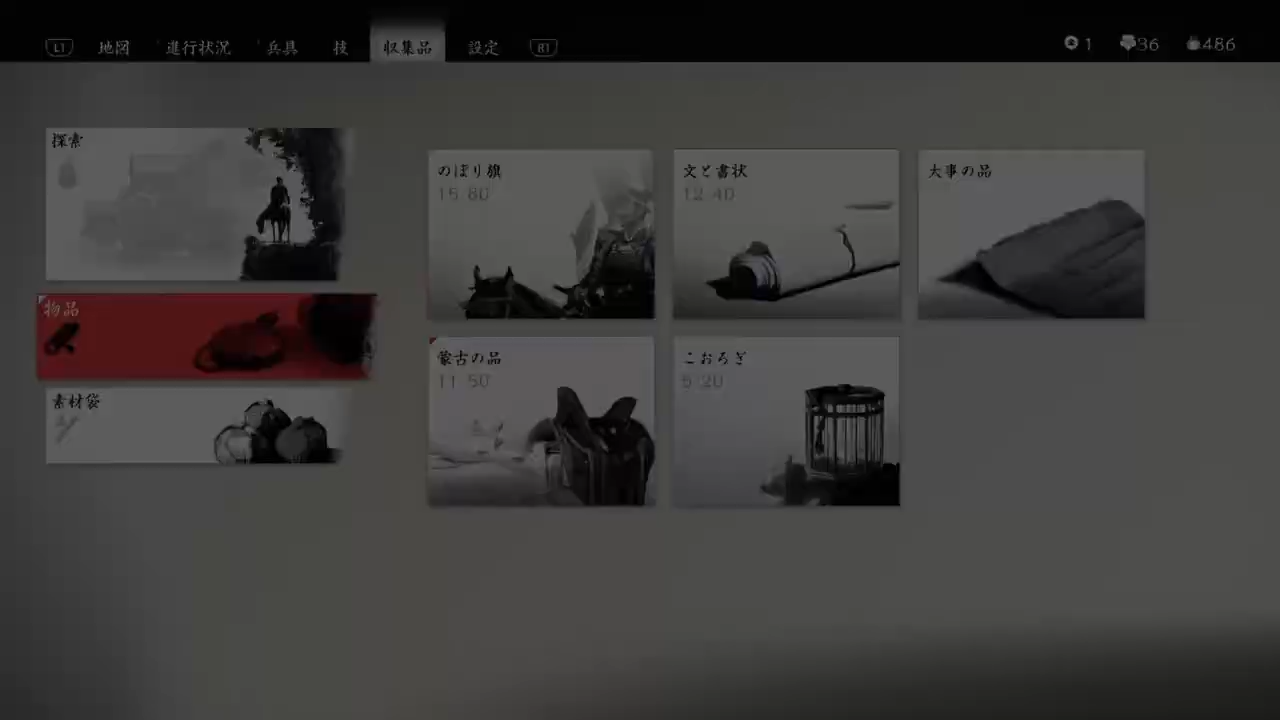 L1 地図 進行状況 兵具 技 収集品 設定 R1 1 36 486
探索
物品
素材袋
のぼり旗
15/80
文と書状
12/40
大事の品
蒙古の品
11/50
こおろぎ
5/20